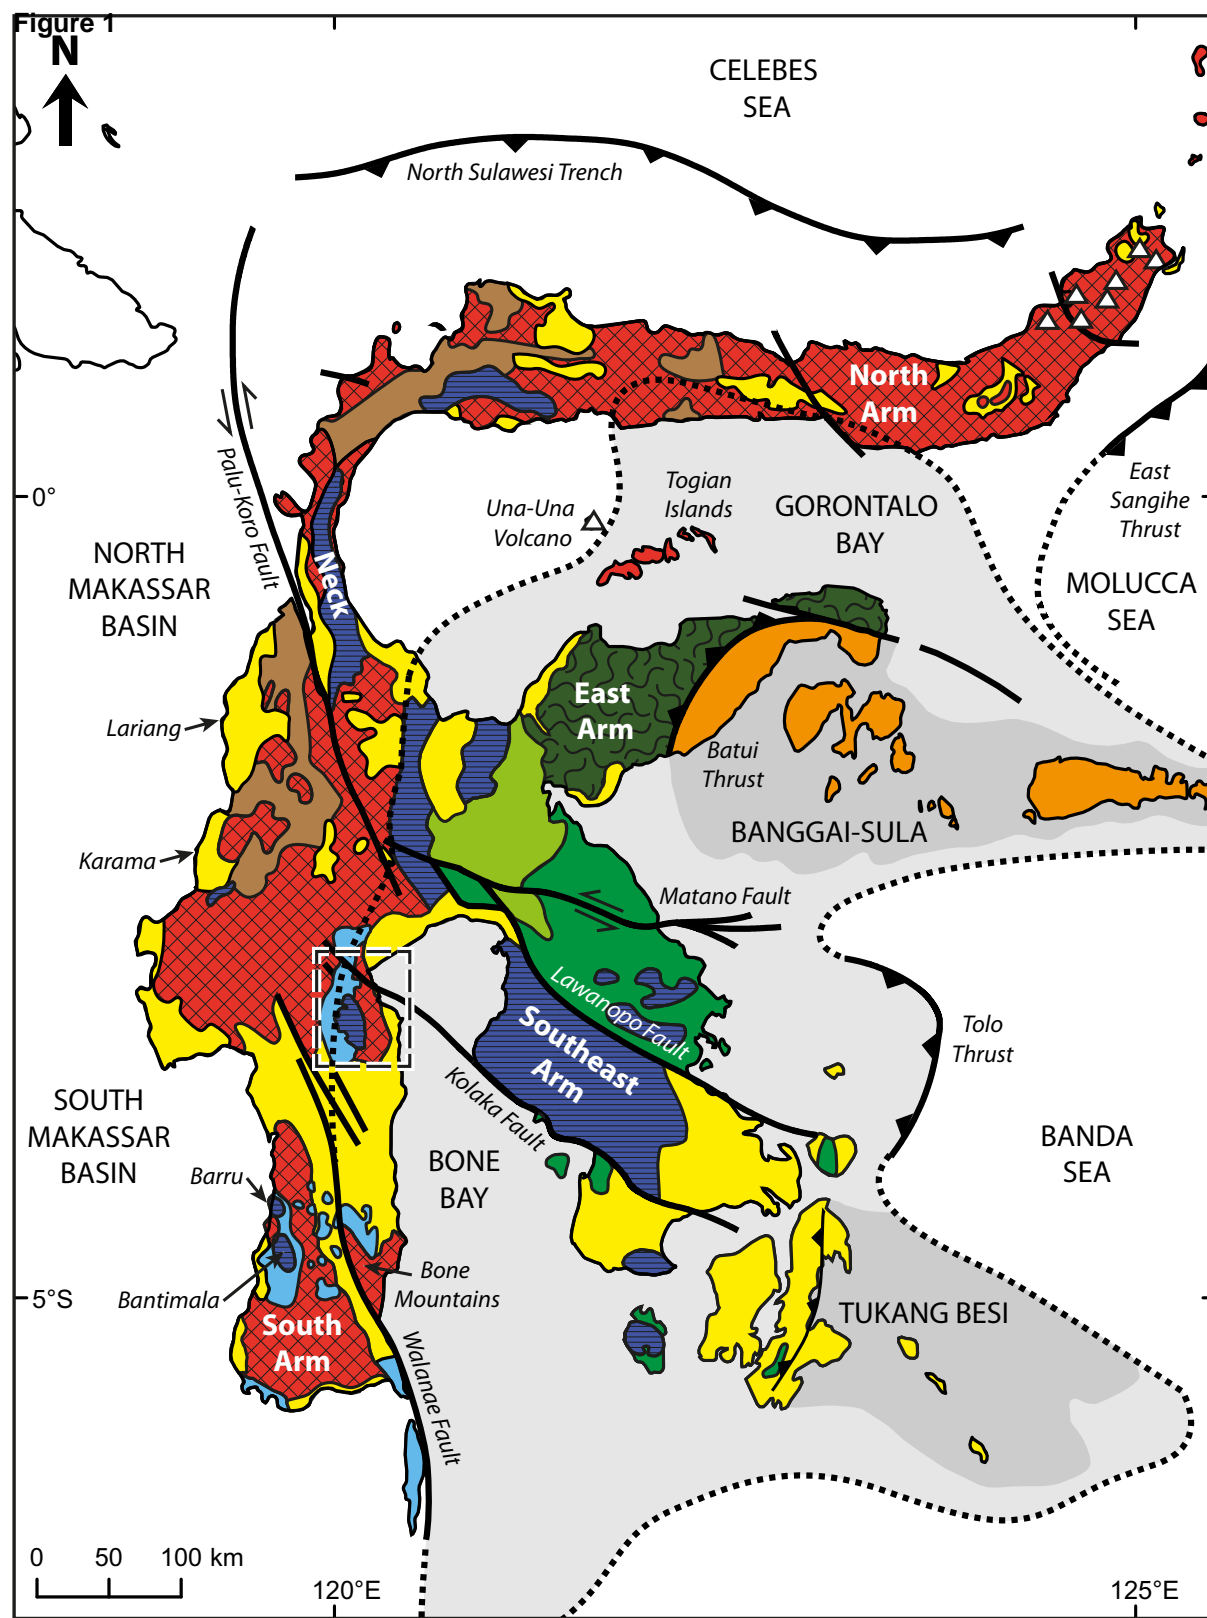 Figure 1
N
CELEBES
SEA
North Sulawesi Trench
North
Arm
Palu-Koro Fault
0°
Una-Una
Volcano
Togian
Islands
GORONTALO
BAY
East
Sangihe
Thrust
NORTH
MAKASSAR
BASIN
Neck
MOLUCCA
SEA
Lariang
East
Arm
Batui
Thrust
BANGGAI-SULA
Karama
Matano Fault
Lawanopo Fault
Southeast
Arm
Tolo
Thrust
Kolaka Fault
SOUTH
MAKASSAR
BASIN
Barru
BONE
BAY
BANDA
SEA
Bone
Mountains
Bantimala
5°S
TUKANG BESI
South
Arm
Walanae Fault
0 50 100 km
120°E
125°E